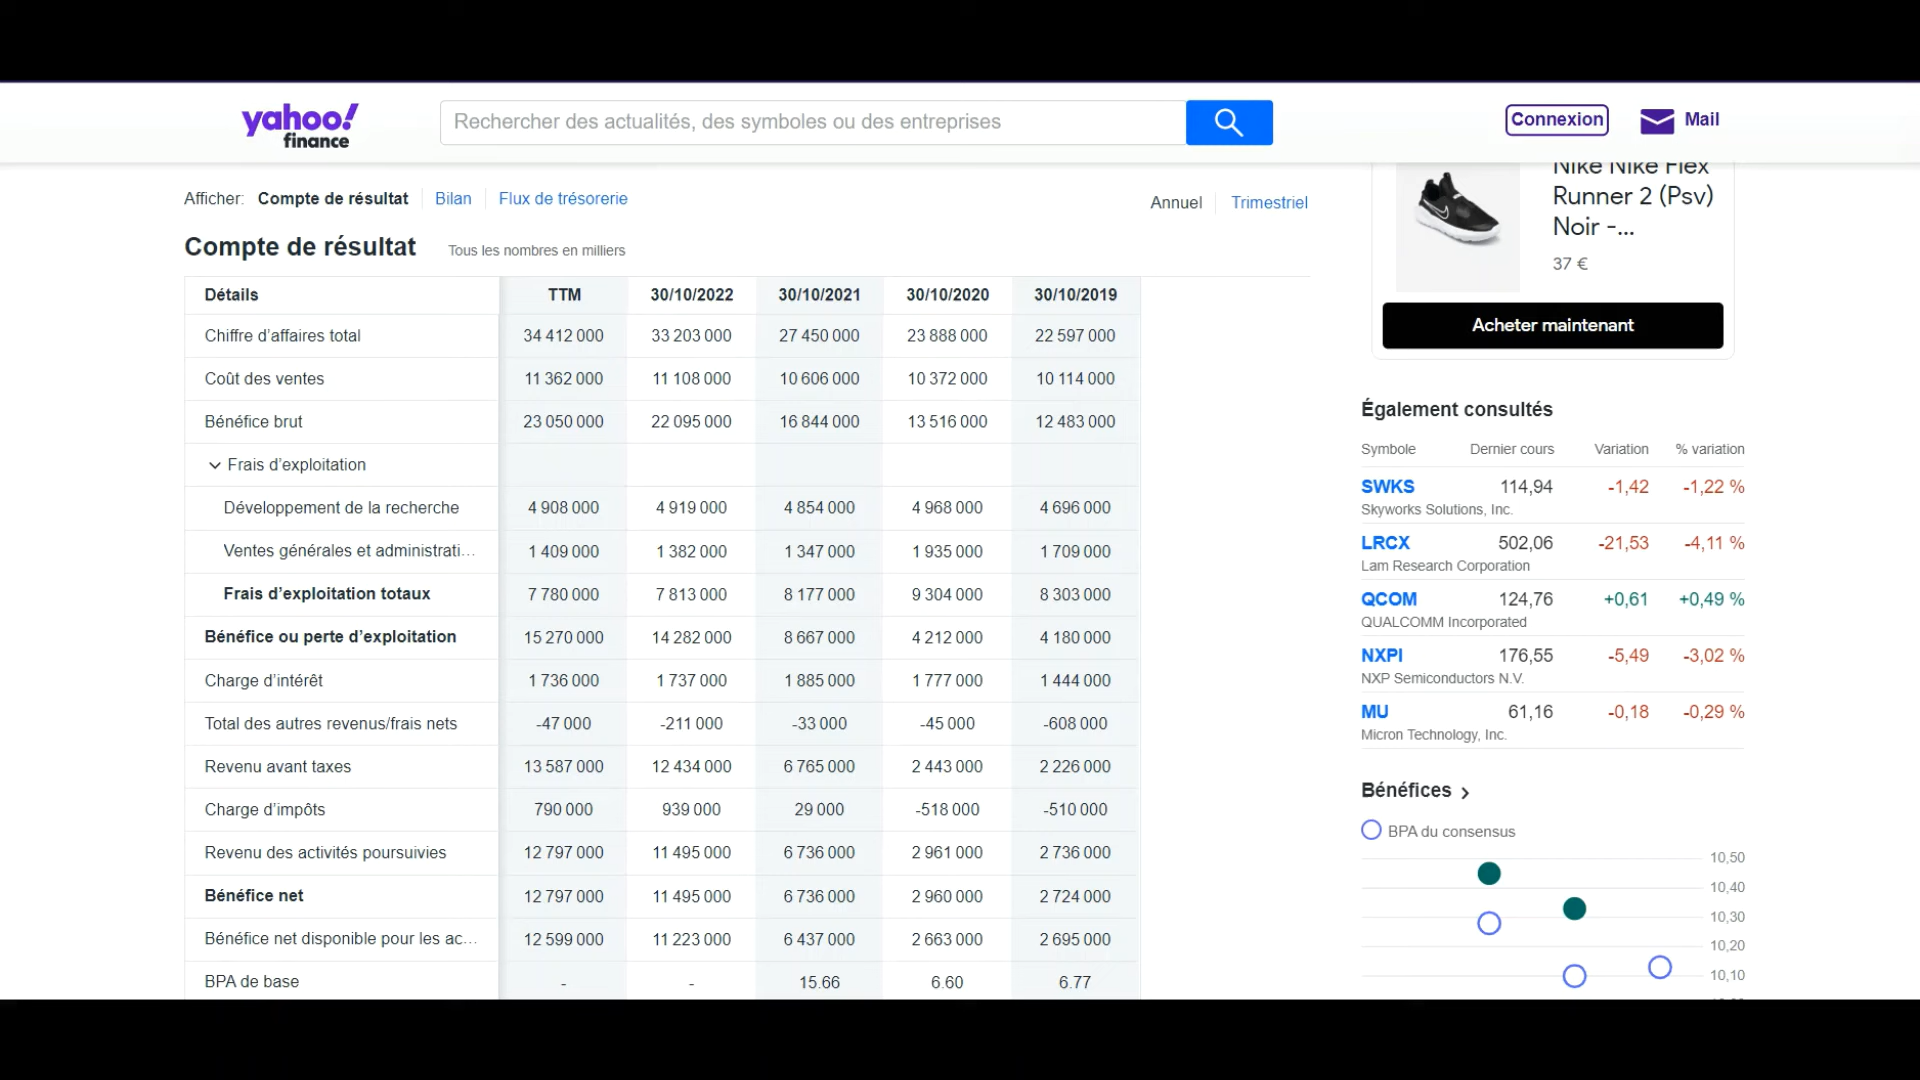 yahoo!
finance
Rechercher des actualités, des symboles ou des entreprises
Connexion
Mail
Afficher: Compte de résultat Bilan Flux de trésorerie
Annuel Trimestriel
Compte de résultat Tous les nombres en milliers
Détails TTM 30/10/2022 30/10/2021 30/10/2020 30/10/2019
Chiffre d’affaires total 34 412 000 33 203 000 27 450 000 23 888 000 22 597 000
Coût des ventes 11 362 000 11 108 000 10 606 000 10 372 000 10 114 000
Bénéfice brut 23 050 000 22 095 000 16 844 000 13 516 000 12 483 000
Frais d’exploitation
Développement de la recherche 4 908 000 4 919 000 4 854 000 4 968 000 4 696 000
Ventes générales et administrati... 1 409 000 1 382 000 1 347 000 1 935 000 1 709 000
Frais d’exploitation totaux 7 780 000 7 813 000 8 177 000 9 304 000 8 303 000
Bénéfice ou perte d’exploitation 15 270 000 14 282 000 8 667 000 4 212 000 4 180 000
Charge d’intérêt 1 736 000 1 737 000 1 885 000 1 777 000 1 444 000
Total des autres revenus/frais nets -47 000 -211 000 -33 000 -45 000 -608 000
Revenu avant taxes 13 587 000 12 434 000 6 765 000 2 443 000 2 226 000
Charge d’impôts 790 000 939 000 29 000 -518 000 -510 000
Revenu des activités poursuivies 12 797 000 11 495 000 6 736 000 2 961 000 2 736 000
Bénéfice net 12 797 000 11 495 000 6 736 000 2 960 000 2 724 000
Bénéfice net disponible pour les ac... 12 599 000 11 223 000 6 437 000 2 663 000 2 695 000
BPA de base - - 15.66 6.60 6.77
Nike Nike Flex
Runner 2 (Psv)
Noir -...
37 €
Acheter maintenant
Également consultés
Symbole Dernier cours Variation % variation
SWKS 114,94 -1,42 -1,22 %
Skyworks Solutions, Inc.
LRCX 502,06 -21,53 -4,11 %
Lam Research Corporation
QCOM 124,76 +0,61 +0,49 %
QUALCOMM Incorporated
NXPI 176,55 -5,49 -3,02 %
NXP Semiconductors N.V.
MU 61,16 -0,18 -0,29 %
Micron Technology, Inc.
Bénéfices
BPA du consensus
10,50
10,40
10,30
10,20
10,10